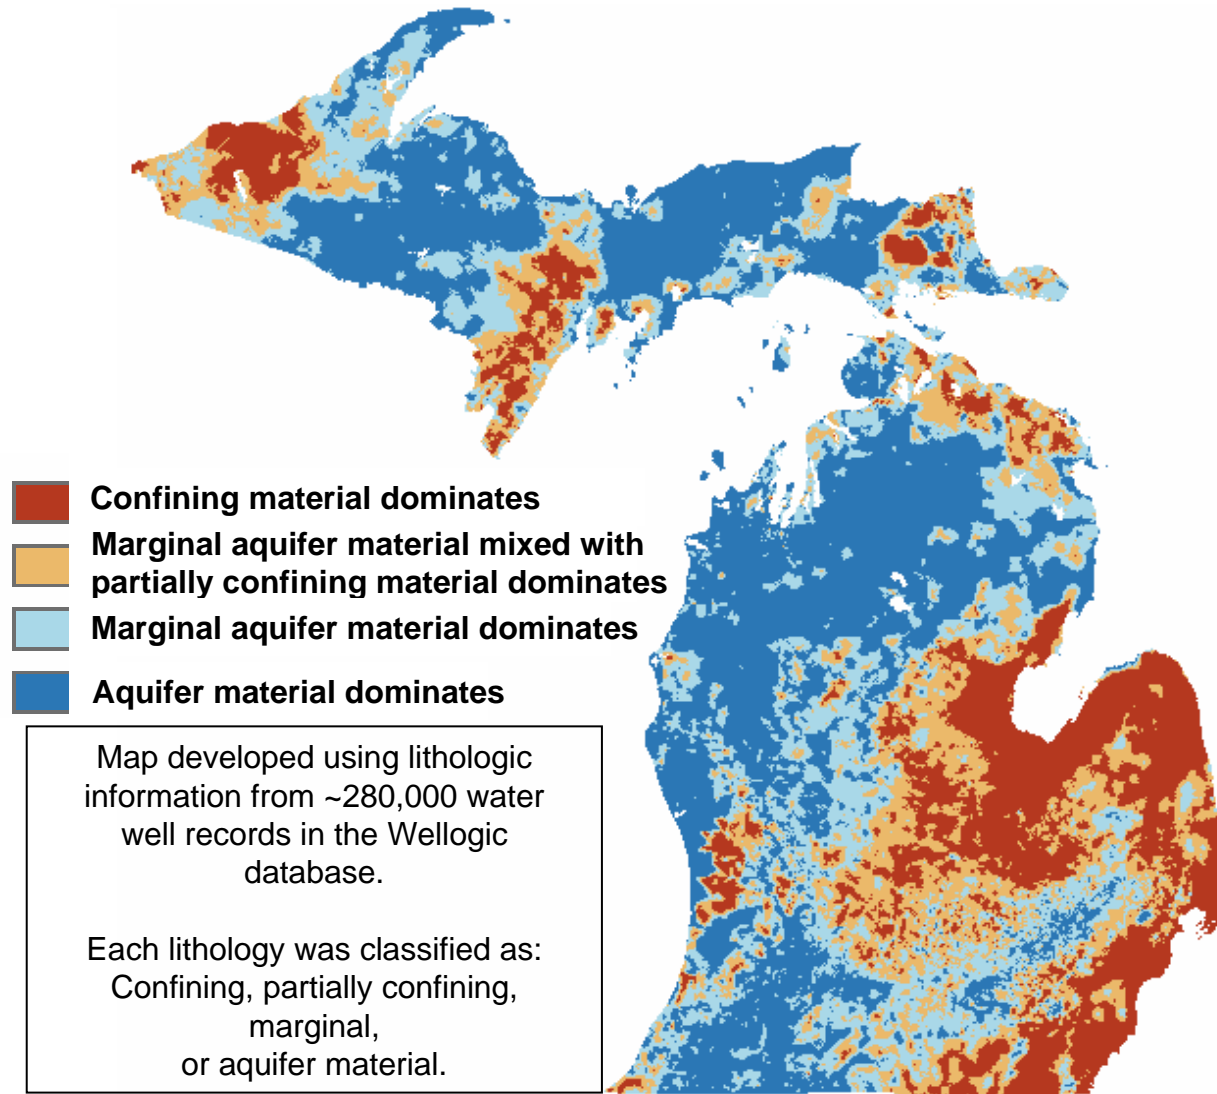 Confining material dominates
Marginal aquifer material mixed with
partially confining material dominates
Marginal aquifer material dominates
Aquifer material dominates
Map developed using lithologic
information from ~280,000 water
well records in the Wellogic
database.
Each lithology was classified as:
Confining, partially confining,
marginal,
or aquifer material.